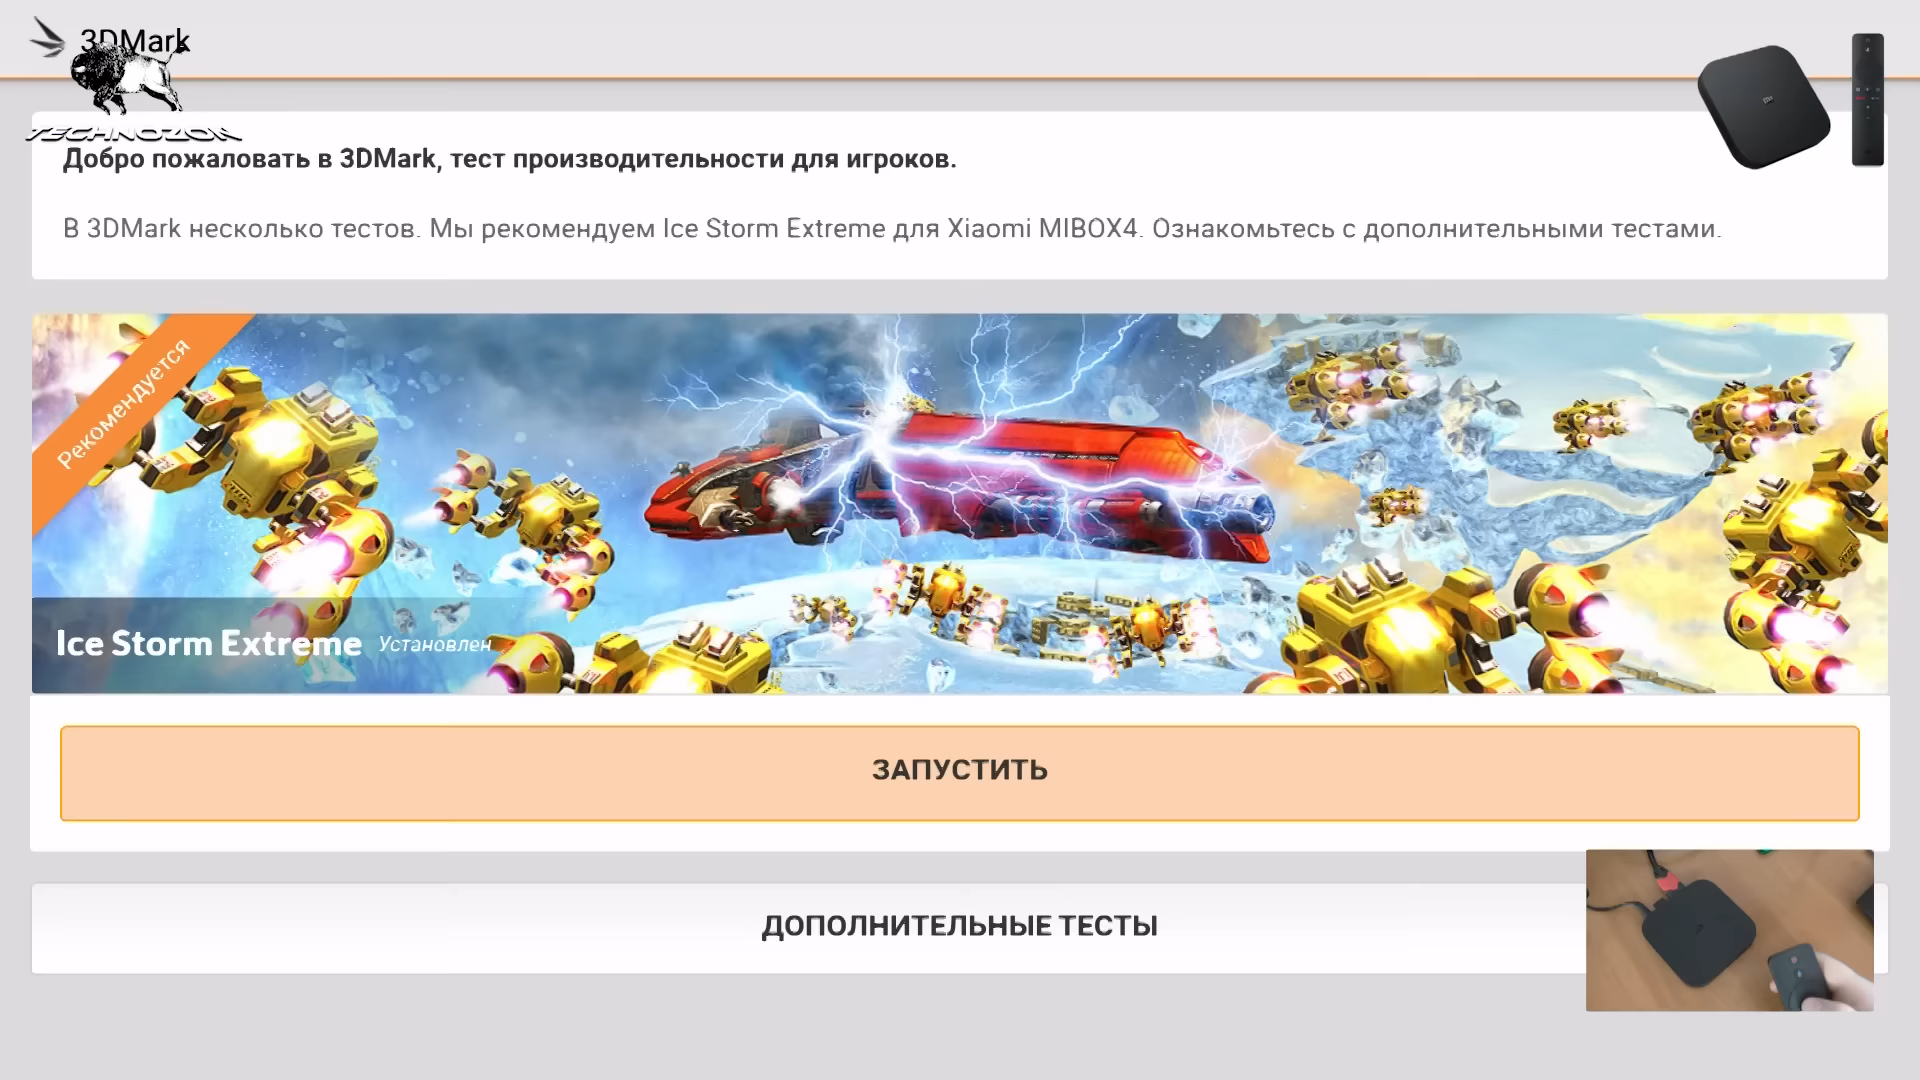 3DMark
TECHNOZON
Добро пожаловать в 3DMark, тест производительности для игроков.
В 3DMark несколько тестов. Мы рекомендуем Ice Storm Extreme для Xiaomi MIBOX4. Ознакомьтесь с дополнительными тестами.
Рекомендуется
Ice Storm Extreme Установлен
ЗАПУСТИТЬ
ДОПОЛНИТЕЛЬНЫЕ ТЕСТЫ